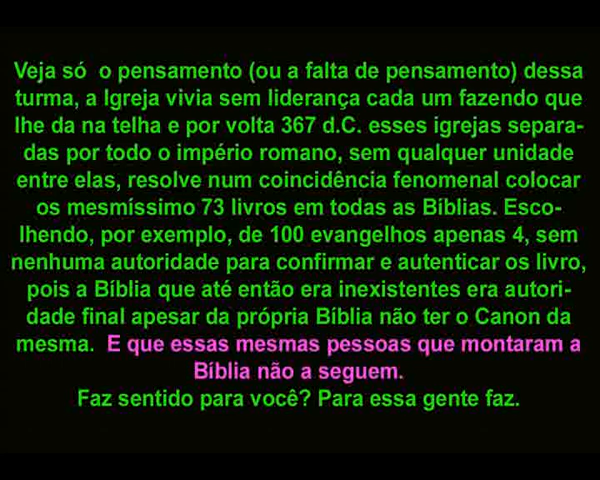 Veja só o pensamento (ou a falta de pensamento) dessa
turma, a Igreja vivia sem liderança cada um fazendo que
lhe da na telha e por volta 367 d.C. esses igrejas separa-
das por todo o império romano, sem qualquer unidade
entre elas, resolve num coincidência fenomenal colocar
os mesmíssimo 73 livros em todas as Bíblias. Esco-
lhendo, por exemplo, de 100 evangelhos apenas 4, sem
nenhuma autoridade para confirmar e autenticar os livro,
pois a Bíblia que até então era inexistentes era autori-
dade final apesar da própria Bíblia não ter o Canon da
mesma. E que essas mesmas pessoas que montaram a
Bíblia não a seguem.
Faz sentido para você? Para essa gente faz.